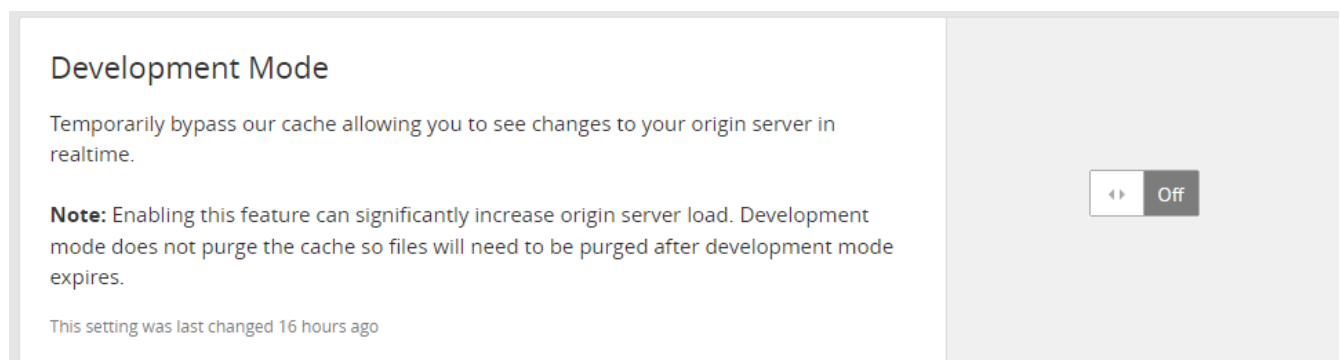 Development Mode
Temporarily bypass our cache allowing you to see changes to your origin server in
realtime.
Off
Note: Enabling this feature can significantly increase origin server load. Development
mode does not purge the cache so files will need to be purged after development mode
expires.
This setting was last changed 16 hours ago